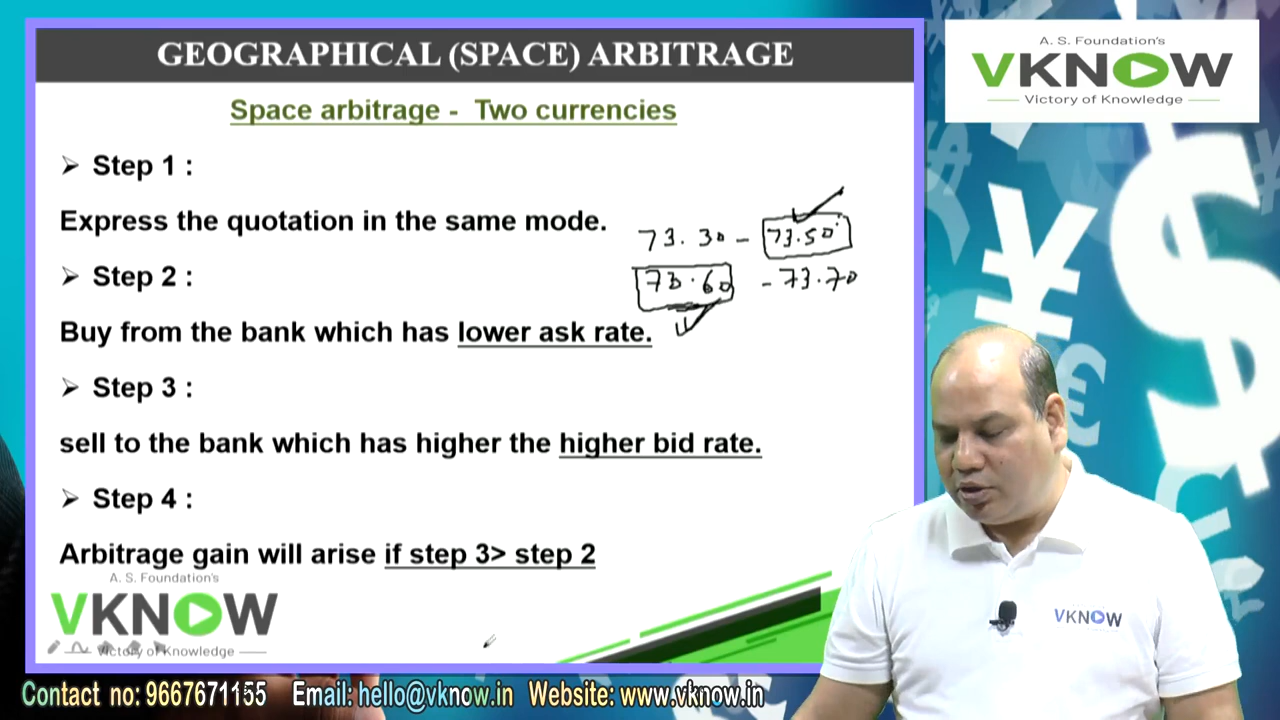 GEOGRAPHICAL (SPACE) ARBITRAGE
Space arbitrage - Two currencies
➢ Step 1 :
Express the quotation in the same mode.
73.30 - 73.50
73.60 - 73.70
➢ Step 2 :
Buy from the bank which has lower ask rate.
➢ Step 3 :
sell to the bank which has higher the higher bid rate.
➢ Step 4 :
Arbitrage gain will arise if step 3> step 2
A. S. Foundation's
VKNOW
Victory of Knowledge
A. S. Foundation's
VKNOW
Victory of Knowledge
VKNOW
Contact no: 9667671155 Email: hello@vknow.in Website: www.vknow.in